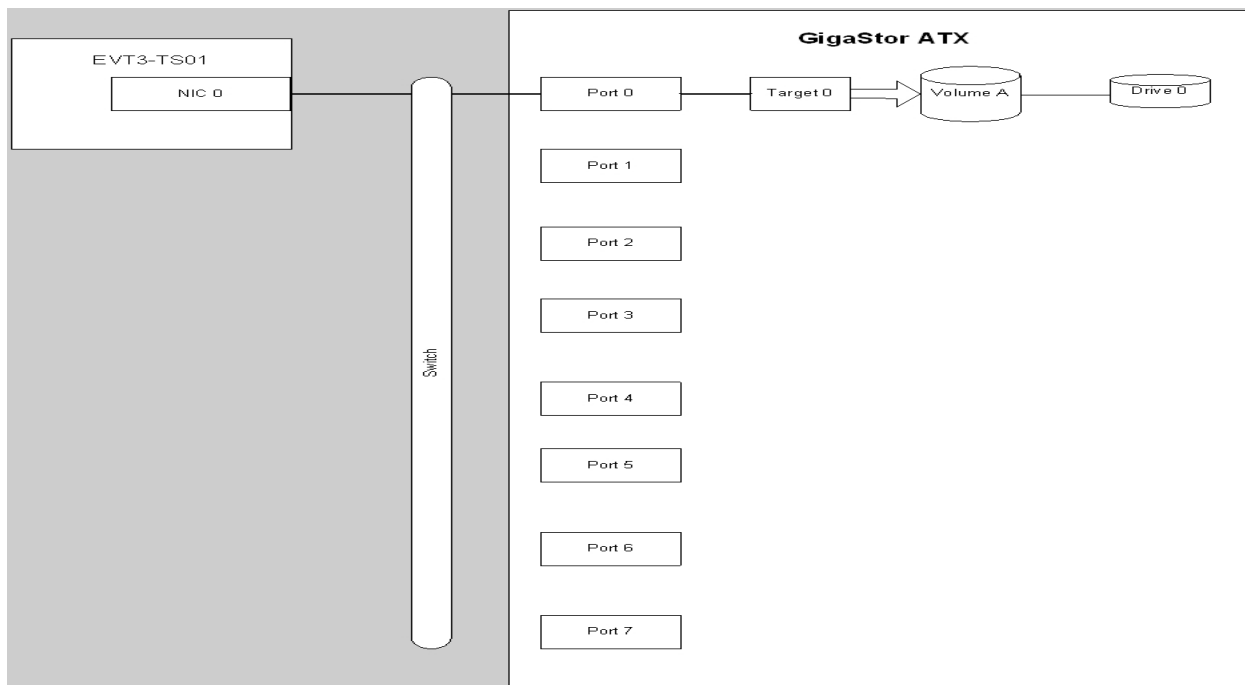 GigaStor ATX
EVT3-TS01
NIC 0
Port 0
Target 0
Volume A
Drive 0
Port 1
Port 2
Port 3
Switch
Port 4
Port 5
Port 6
Port 7